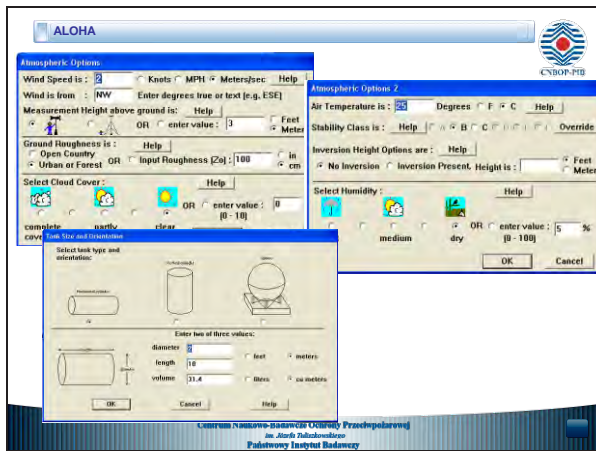 ALOHA
CNBOP-PIB
Atmospheric Options
Wind Speed is : 2 Knots MPH Meters/sec Help
Wind is from : NW Enter degrees true or text (e.g. ESE)
Measurement Height above ground is: Help
OR enter value : 3 Feet
Meter
Ground Roughness is : Help
Open Country
Urban or Forest OR Input Roughness (Zo) : 100 in
cm
Select Cloud Cover : Help
OR enter value : 0
(0 - 10)
complete partly clear
cove
Atmospheric Options 2
Air Temperature is : 25 Degrees F C Help
Stability Class is : Help B C Override
Inversion Height Options are : Help
No Inversion Inversion Present, Height is : Feet
Meter
Select Humidity : Help
OR enter value : 5 %
medium dry (0 - 100)
OK Cancel
Tank Size and Orientation
Select tank type and
orientation:
Enter two of three values:
diameter 2 feet meters
length 10
volume 31.4 liters cu meters
OK Cancel Help
Centrum Naukowo-Badawcze Ochrony Przeciwpożarowej
im. Józefa Tuliszkowskiego
Państwowy Instytut Badawczy